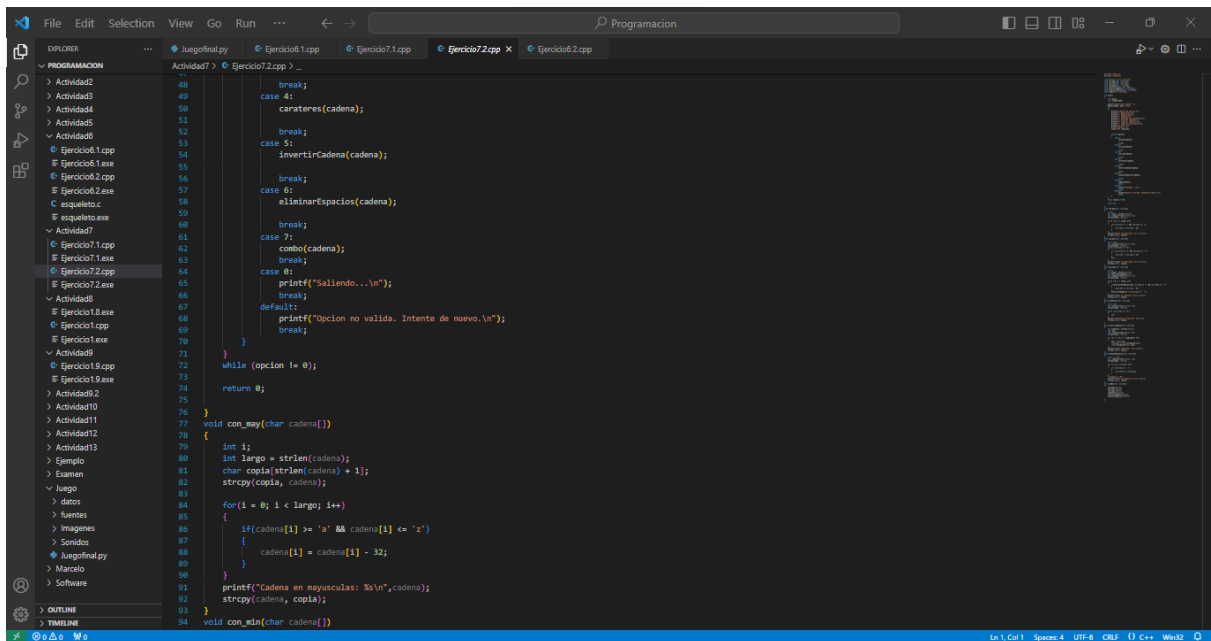 File Edit Selection View Go Run ··· Programacion
EXPLORER ···
PROGRAMACION
Actividad2
Actividad3
Actividad4
Actividad5
Actividad6
Ejercicio6.1.cpp
Ejercicio6.1.exe
Ejercicio6.2.cpp
Ejercicio6.2.exe
C esqueleto.c
esqueleto.exe
Actividad7
Ejercicio7.1.cpp
Ejercicio7.1.exe
Ejercicio7.2.cpp
Ejercicio7.2.exe
Actividad8
Ejercicio1.8.exe
Ejercicio1.cpp
Ejercicio1.exe
Actividad9
Ejercicio1.9.cpp
Ejercicio1.9.exe
Actividad9.2
Actividad10
Actividad11
Actividad12
Actividad13
Ejemplo
Examen
Juego
datos
fuentes
Imagenes
Sonidos
Juegofinal.py
Marcelo
Software
OUTLINE
TIMELINE
Juegofinal.py Ejercicio6.1.cpp Ejercicio7.1.cpp Ejercicio7.2.cpp Ejercicio6.2.cpp
Actividad7 > Ejercicio7.2.cpp > ...
47
48 break;
49 case 4:
50 carateres(cadena);
51
52 break;
53 case 5:
54 invertirCadena(cadena);
55
56 break;
57 case 6:
58 eliminarEspacios(cadena);
59
60 break;
61 case 7:
62 combo(cadena);
63 break;
64 case 0:
65 printf("Saliendo...\n");
66 break;
67 default:
68 printf("Opcion no valida. Intente de nuevo.\n");
69 break;
70 }
71 }
72 while (opcion != 0);
73
74 return 0;
75
76 }
77 void con_may(char cadena[])
78 {
79 int i;
80 int largo = strlen(cadena);
81 char copia[strlen(cadena) + 1];
82 strcpy(copia, cadena);
83
84 for(i = 0; i < largo; i++)
85 {
86 if(cadena[i] >= 'a' && cadena[i] <= 'z')
87 {
88 cadena[i] = cadena[i] - 32;
89 }
90 }
91 printf("Cadena en mayusculas: %s\n",cadena);
92 strcpy(cadena, copia);
93 }
94 void con_min(char cadena[])
0 0 0 Ln 1, Col 1 Spaces: 4 UTF-8 CRLF {} C++ Win32